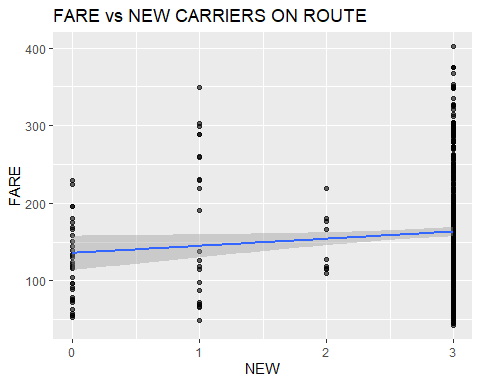 FARE vs NEW CARRIERS ON ROUTE
400
300
200
100
FARE
0 1 2 3
NEW